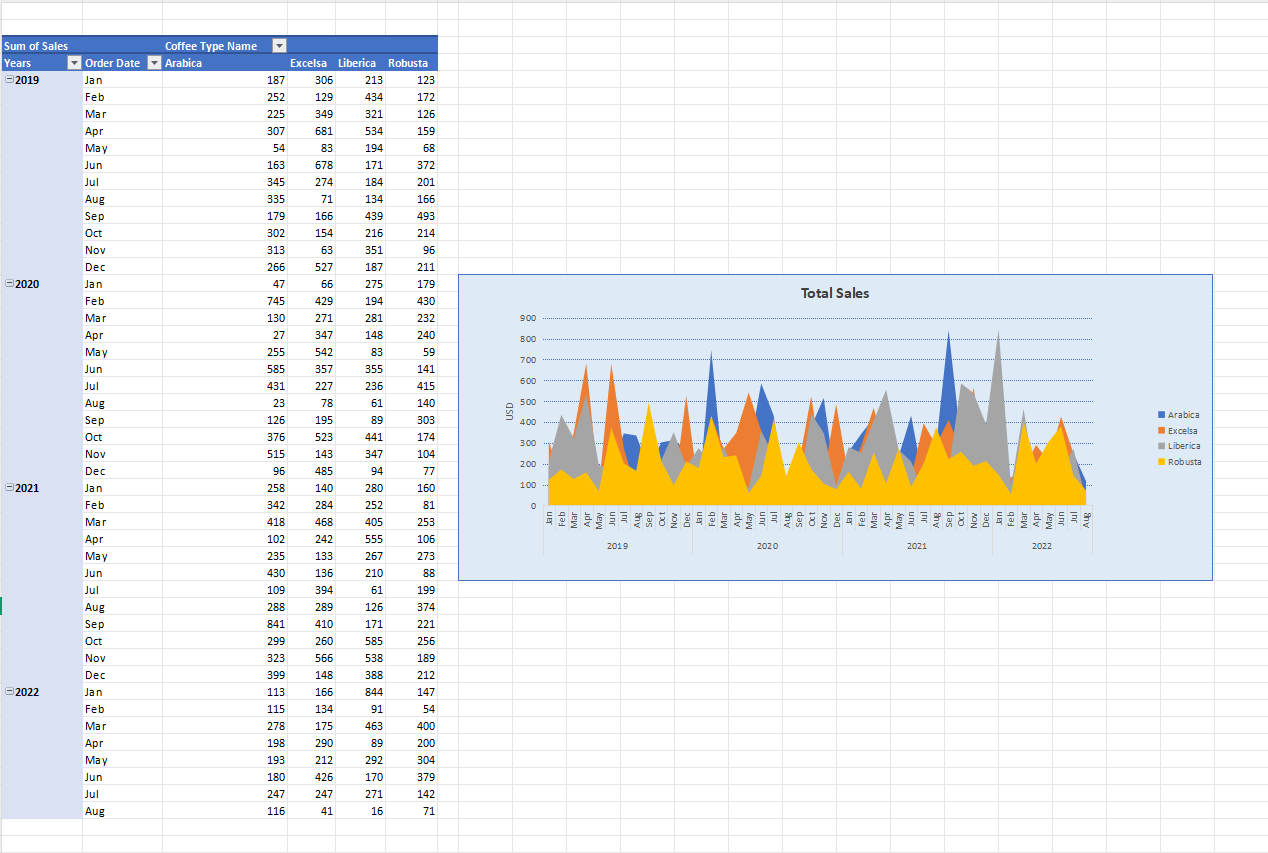 Sum of Sales Coffee Type Name
Years Order Date Arabica Excelsa Liberica Robusta
2019 Jan 187 306 213 123
Feb 252 129 434 172
Mar 225 349 321 126
Apr 307 681 534 159
May 54 83 194 68
Jun 163 678 171 372
Jul 345 274 184 201
Aug 335 71 134 166
Sep 179 166 439 493
Oct 302 154 216 214
Nov 313 63 351 96
Dec 266 527 187 211
2020 Jan 47 66 275 179
Feb 745 429 194 430
Mar 130 271 281 232
Apr 27 347 148 240
May 255 542 83 59
Jun 585 357 355 141
Jul 431 227 236 415
Aug 23 78 61 140
Sep 126 195 89 303
Oct 376 523 441 174
Nov 515 143 347 104
Dec 96 485 94 77
2021 Jan 258 140 280 160
Feb 342 284 252 81
Mar 418 468 405 253
Apr 102 242 555 106
May 235 133 267 273
Jun 430 136 210 88
Jul 109 394 61 199
Aug 288 289 126 374
Sep 841 410 171 221
Oct 299 260 585 256
Nov 323 566 538 189
Dec 399 148 388 212
2022 Jan 113 166 844 147
Feb 115 134 91 54
Mar 278 175 463 400
Apr 198 290 89 200
May 193 212 292 304
Jun 180 426 170 379
Jul 247 247 271 142
Aug 116 41 16 71
Total Sales
USD
900
800
700
600
500
400
300
200
100
0
Jan Feb Mar Apr May Jun Jul Aug Sep Oct Nov Dec Jan Feb Mar Apr May Jun Jul Aug Sep Oct Nov Dec Jan Feb Mar Apr May Jun Jul Aug Sep Oct Nov Dec Jan Feb Mar Apr May Jun Jul Aug
2019 2020 2021 2022
Arabica
Excelsa
Liberica
Robusta